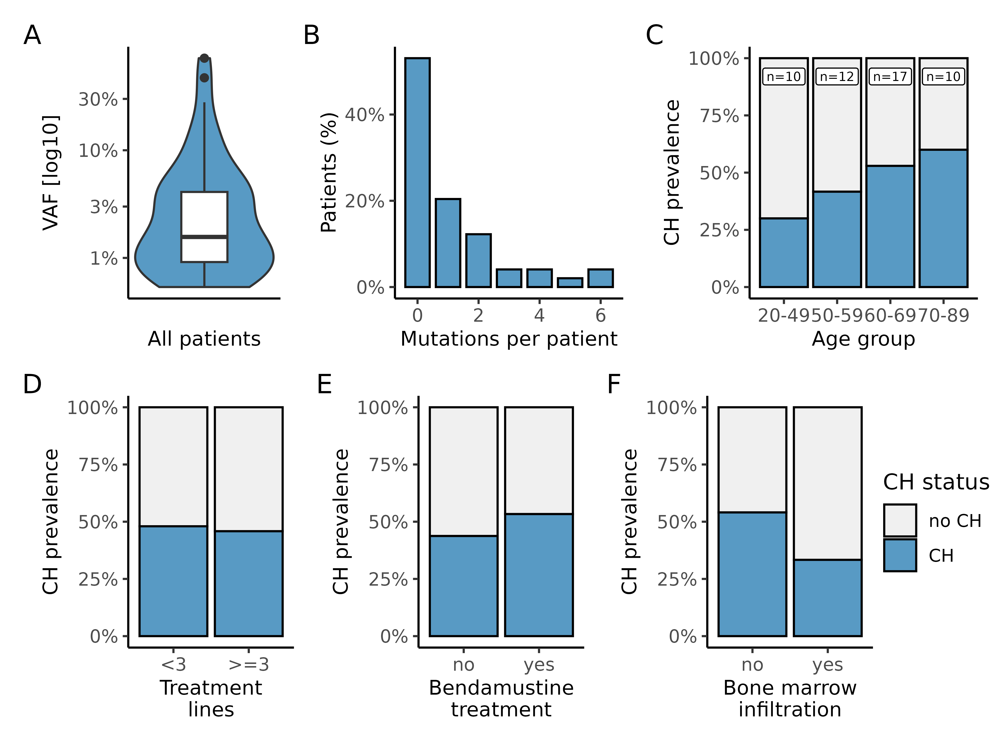 A
VAF [log10]
30%
10%
3%
1%
All patients
B
Patients (%)
40%
20%
0%
0 2 4 6
Mutations per patient
C
CH prevalence
100%
75%
50%
25%
0%
n=10 n=12 n=17 n=10
20-49 50-59 60-69 70-89
Age group
D
CH prevalence
100%
75%
50%
25%
0%
<3 >=3
Treatment
lines
E
CH prevalence
100%
75%
50%
25%
0%
no yes
Bendamustine
treatment
F
CH prevalence
100%
75%
50%
25%
0%
no yes
Bone marrow
infiltration
CH status
no CH
CH